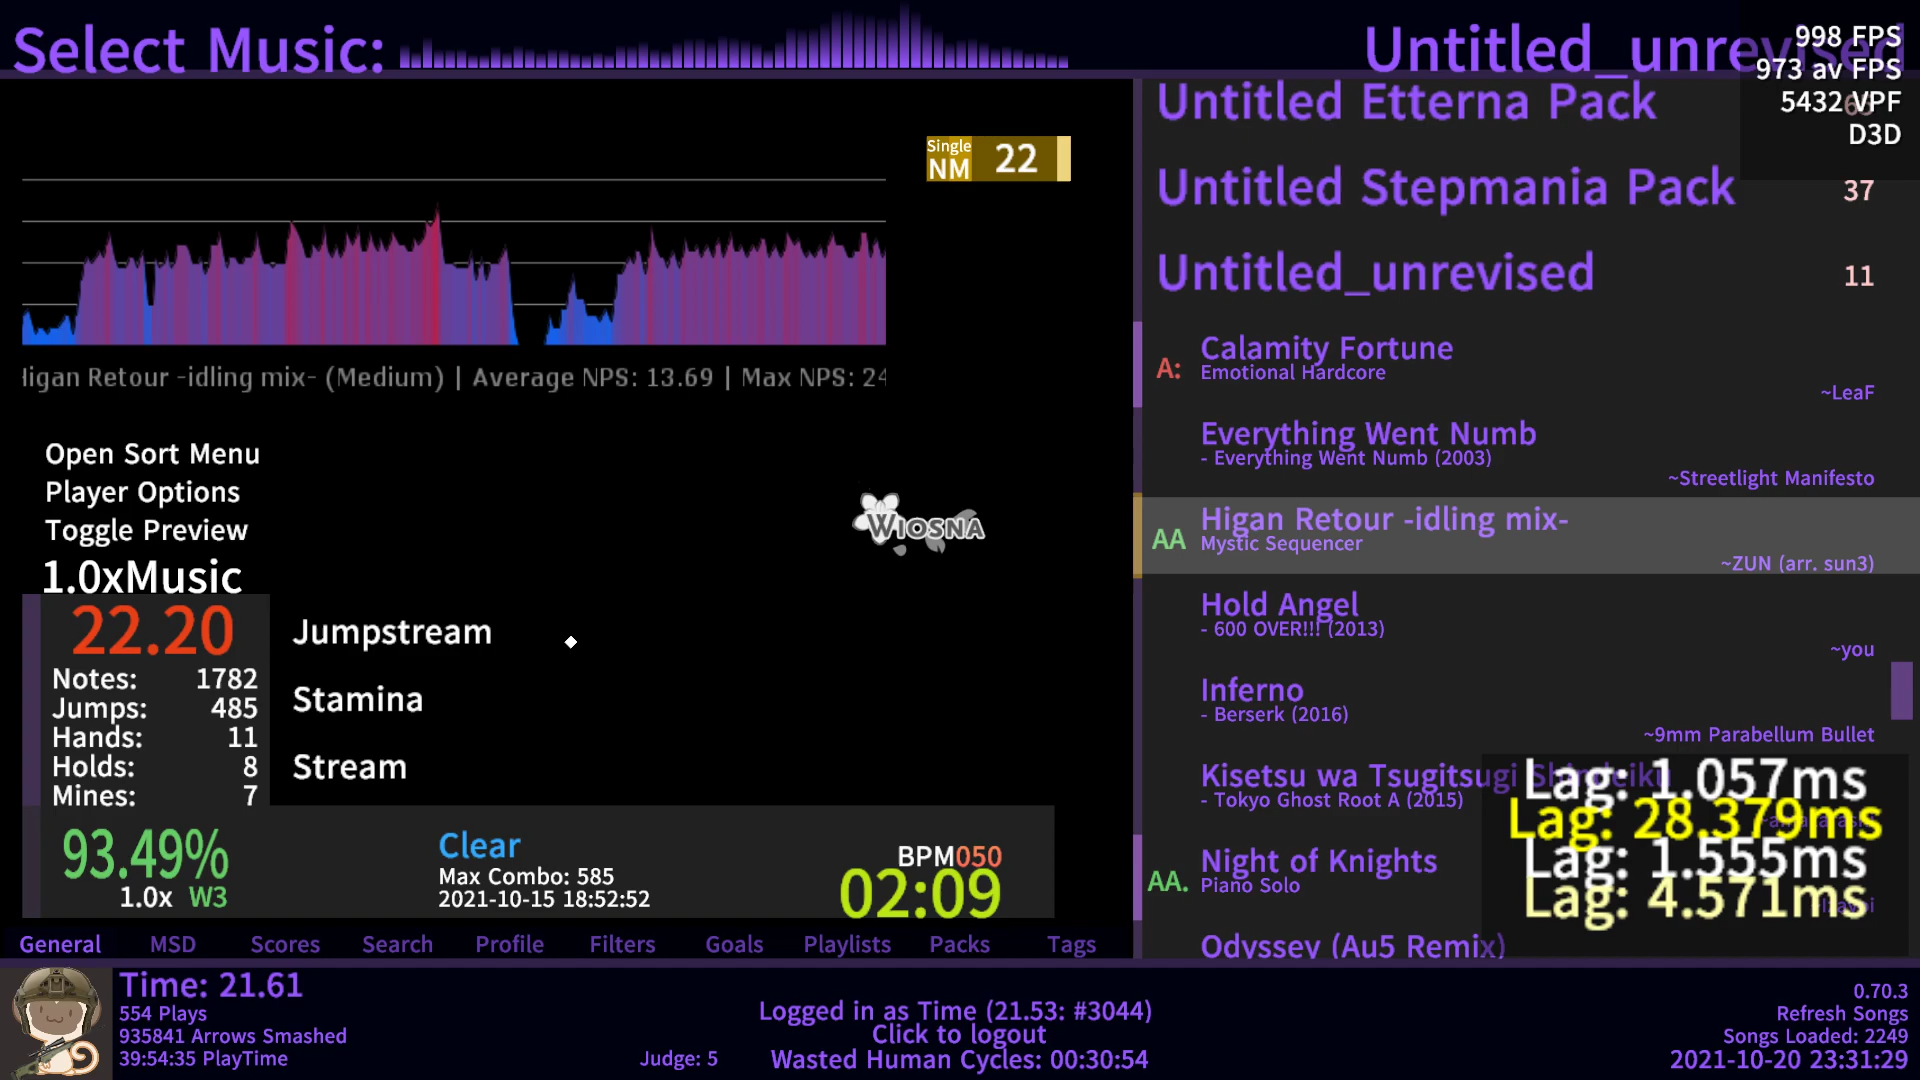 Select Music:
Untitled_unrevised
998 FPS
973 av FPS
5432 VPF
D3D
Untitled Etterna Pack
Untitled Stepmania Pack
37
Untitled_unrevised
11
Single
NM
22
Higan Retour -idling mix- (Medium) | Average NPS: 13.69 | Max NPS: 24
Open Sort Menu
Player Options
Toggle Preview
1.0xMusic
WIOSNA
22.20
Notes: 1782
Jumps: 485
Hands: 11
Holds: 8
Mines: 7
Jumpstream
Stamina
Stream
93.49%
1.0x W3
Clear
Max Combo: 585
2021-10-15 18:52:52
BPM050
02:09
A:
Calamity Fortune
Emotional Hardcore
~LeaF
Everything Went Numb
- Everything Went Numb (2003)
~Streetlight Manifesto
AA
Higan Retour -idling mix-
Mystic Sequencer
~ZUN (arr. sun3)
Hold Angel
- 600 OVER!!! (2013)
~you
Inferno
- Berserk (2016)
~9mm Parabellum Bullet
Kisetsu wa Tsugitsugi
- Tokyo Ghost Root A (2015)
AA.
Night of Knights
Piano Solo
Odyssey (Au5 Remix)
Lag: 1.057ms
Lag: 28.379ms
Lag: 1.555ms
Lag: 4.571ms
General MSD Scores Search Profile Filters Goals Playlists Packs Tags
Time: 21.61
554 Plays
935841 Arrows Smashed
39:54:35 PlayTime
Judge: 5
Logged in as Time (21.53: #3044)
Click to logout
Wasted Human Cycles: 00:30:54
0.70.3
Refresh Songs
Songs Loaded: 2249
2021-10-20 23:31:29